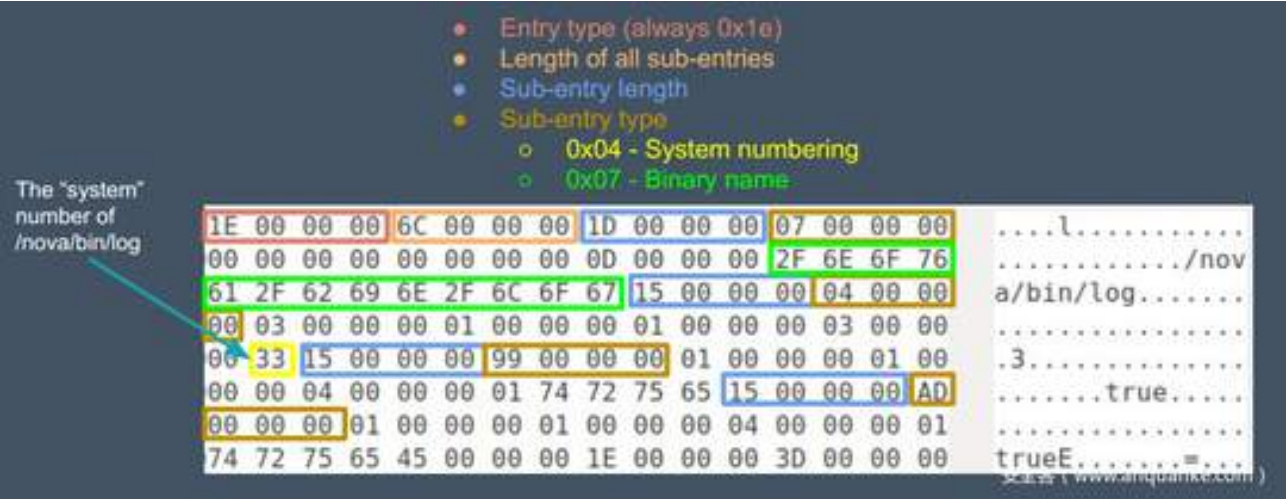 ● Entry type (always 0x1e)
● Length of all sub-entries
● Sub-entry length
● Sub-entry type
○ 0x04 - System numbering
○ 0x07 - Binary name
The “system”
number of
/nova/bin/log
1E 00 00 00 6C 00 00 00 1D 00 00 00 07 00 00 00 ....l...........
00 00 00 00 00 00 00 00 0D 00 00 00 2F 6E 6F 76 ............/nov
61 2F 62 69 6E 2F 6C 6F 67 15 00 00 00 04 00 00 a/bin/log.......
00 03 00 00 00 01 00 00 00 01 00 00 00 03 00 00 ................
00 33 15 00 00 00 99 00 00 00 01 00 00 00 01 00 .3..............
00 00 04 00 00 00 01 74 72 75 65 15 00 00 00 AD .......true.....
00 00 00 01 00 00 00 01 00 00 00 04 00 00 00 01 ................
74 72 75 65 45 00 00 00 1E 00 00 00 3D 00 00 00 trueE.......=...
安全客 ( www.anquanke.com )